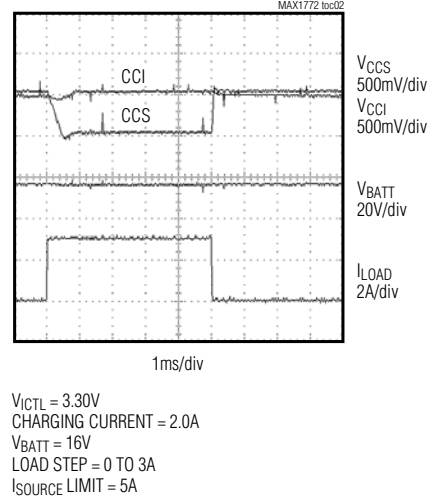 MAX1772 toc02
CCI
CCS
VCCS
500mV/div
VCCI
500mV/div
VBATT
20V/div
ILOAD
2A/div
1ms/div
VICTL = 3.30V
CHARGING CURRENT = 2.0A
VBATT = 16V
LOAD STEP = 0 TO 3A
ISOURCE LIMIT = 5A